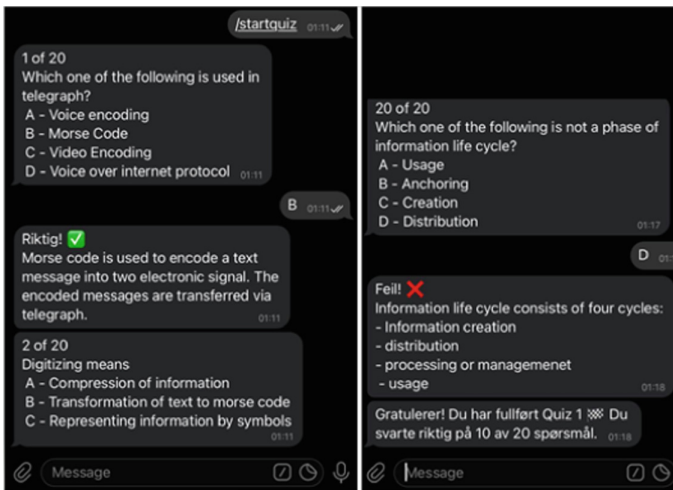 /startquiz 01:11
1 of 20
Which one of the following is used in
telegraph?
A - Voice encoding
B - Morse Code
C - Video Encoding
D - Voice over internet protocol 01:11
B 01:11
Riktig! ✅
Morse code is used to encode a text
message into two electronic signal. The
encoded messages are transferred via
telegraph. 01:11
2 of 20
Digitizing means
A - Compression of information
B - Transformation of text to morse code
C - Representing information by symbols
01:11
Message
20 of 20
Which one of the following is not a phase of
information life cycle?
A - Usage
B - Anchoring
C - Creation
D - Distribution 01:17
D
Feil! ❌
Information life cycle consists of four cycles:
- Information creation
- distribution
- processing or managemenet
- usage 01:18
Gratulerer! Du har fullført Quiz 1 🏁 Du
svarte riktig på 10 av 20 spørsmål. 01:18
Message